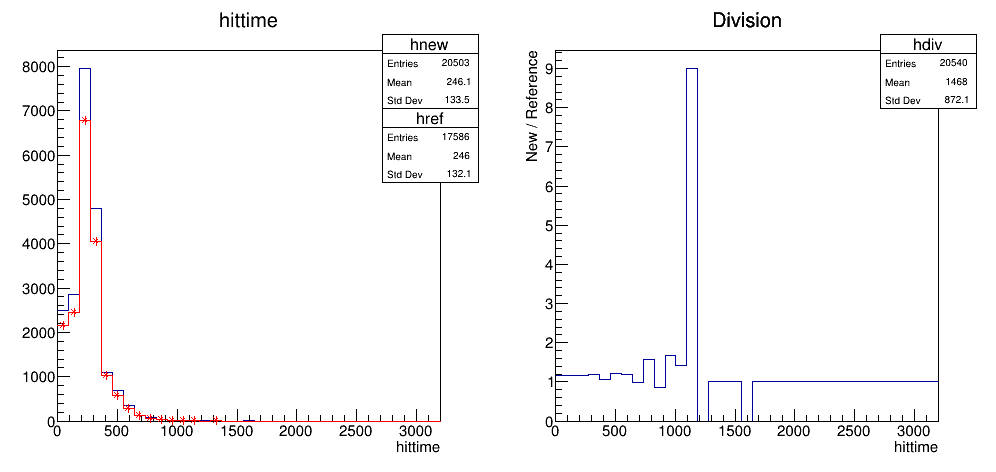 hittime
hnew
Entries 20503
Mean 246.1
Std Dev 133.5
href
Entries 17586
Mean 246
Std Dev 132.1
8000
7000
6000
5000
4000
3000
2000
1000
0
0 500 1000 1500 2000 2500 3000
hittime
Division
hdiv
Entries 20540
Mean 1468
Std Dev 872.1
New / Reference
9
8
7
6
5
4
3
2
1
0
0 500 1000 1500 2000 2500 3000
hittime